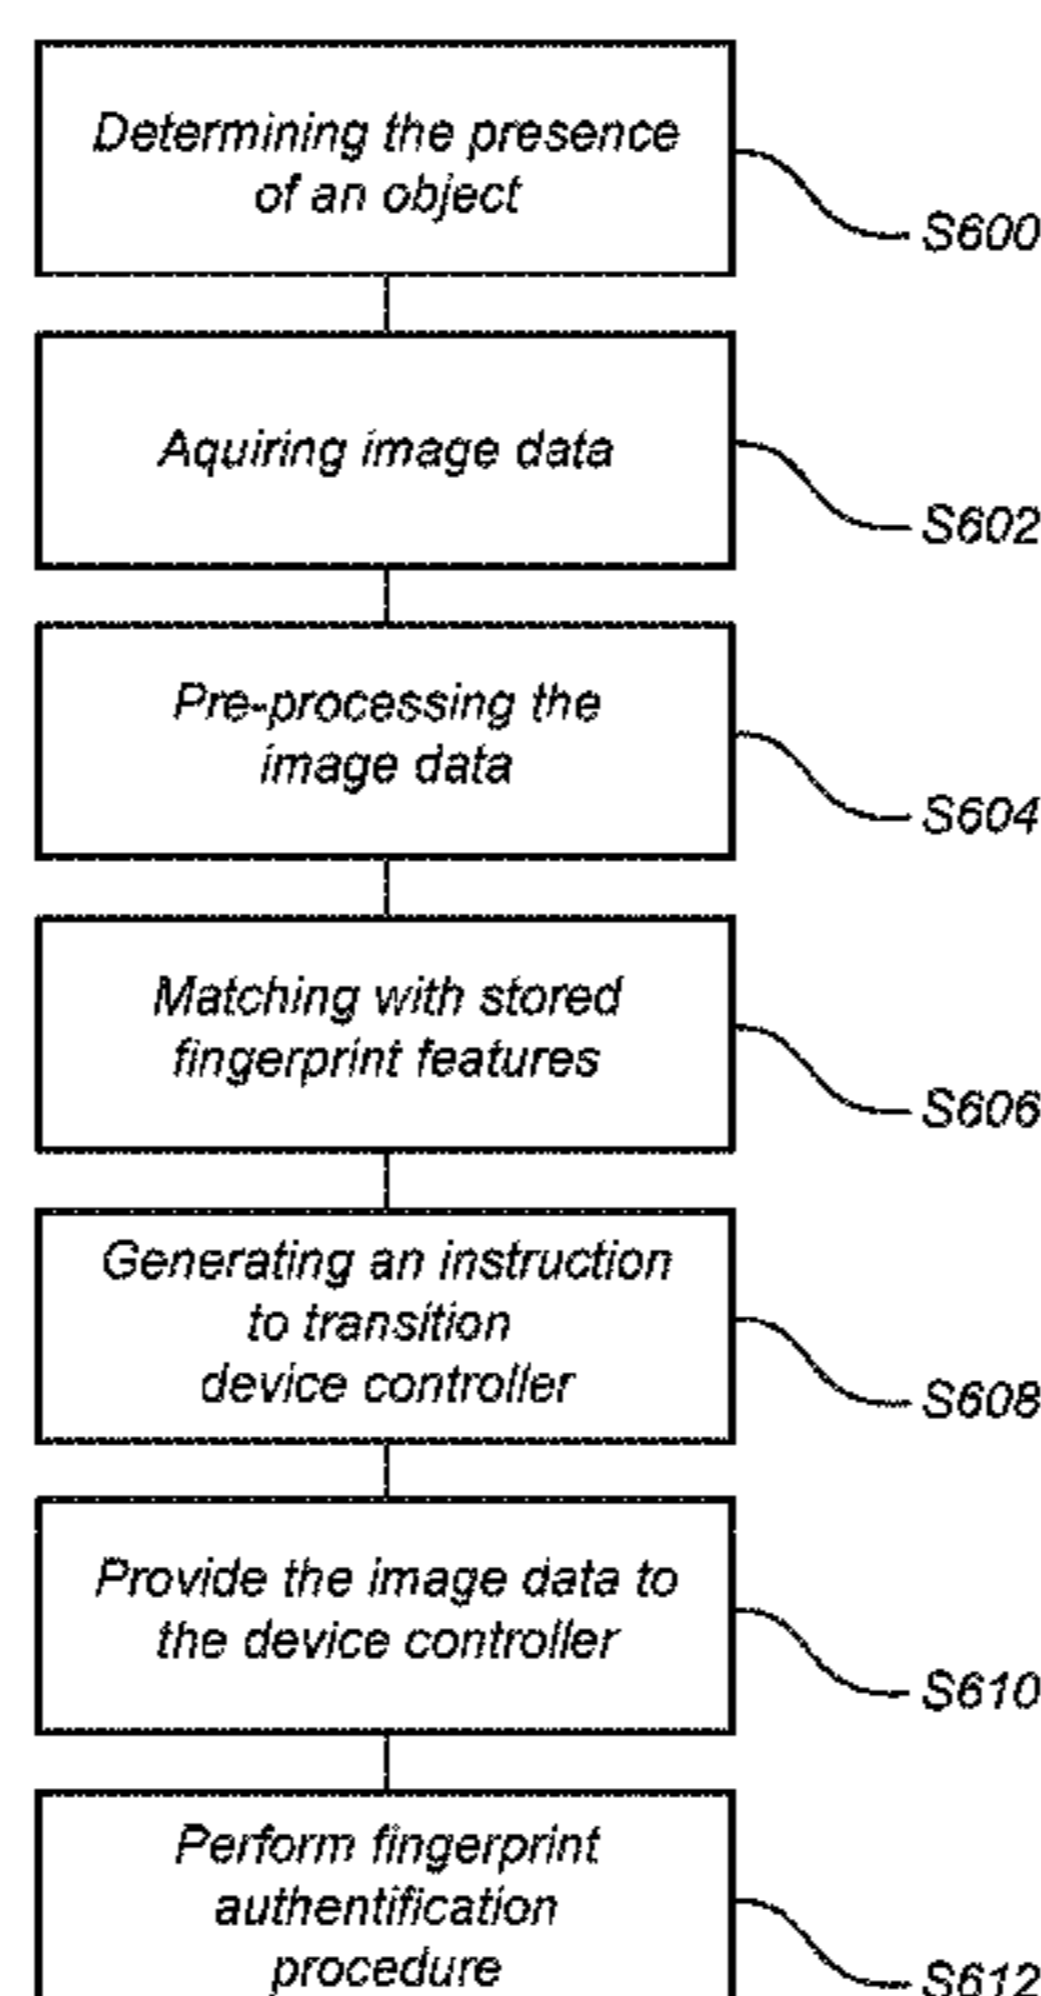 Determining the presence
of an object
S600
Aquiring image data
S602
Pre-processing the
image data
S604
Matching with stored
fingerprint features
S606
Generating an instruction
to transition
device controller
S608
Provide the image data to
the device controller
S610
Perform fingerprint
authentification
procedure
S612